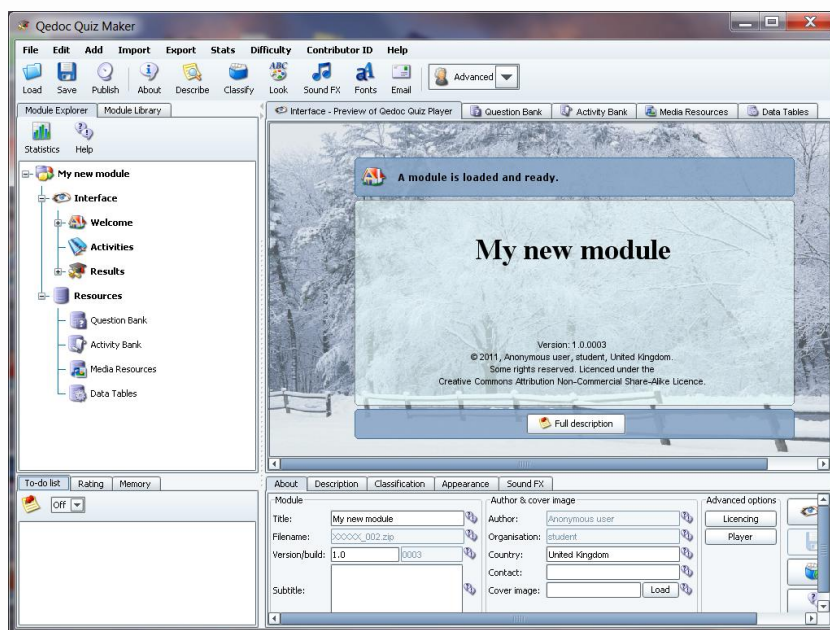 Qedoc Quiz Maker
File Edit Add Import Export Stats Difficulty Contributor ID Help
Load Save Publish About Describe Classify Look Sound FX Fonts Email Advanced
Module Explorer Module Library
Interface - Preview of Qedoc Quiz Player Question Bank Activity Bank Media Resources Data Tables
Statistics Help
My new module
Interface
Welcome
Activities
Results
Resources
Question Bank
Activity Bank
Media Resources
Data Tables
A module is loaded and ready.
My new module
Version: 1.0.0003
© 2011, Anonymous user, student, United Kingdom.
Some rights reserved. Licenced under the
Creative Commons Attribution Non-Commercial Share-Alike Licence.
Full description
To-do list Rating Memory
Off
About Description Classification Appearance Sound FX
Module
Title: My new module
Filename: XXXXX_002.zip
Version/build: 1.0 0003
Subtitle:
Author & cover image
Author: Anonymous user
Organisation: student
Country: United Kingdom
Contact:
Cover image: Load
Advanced options
Licencing
Player